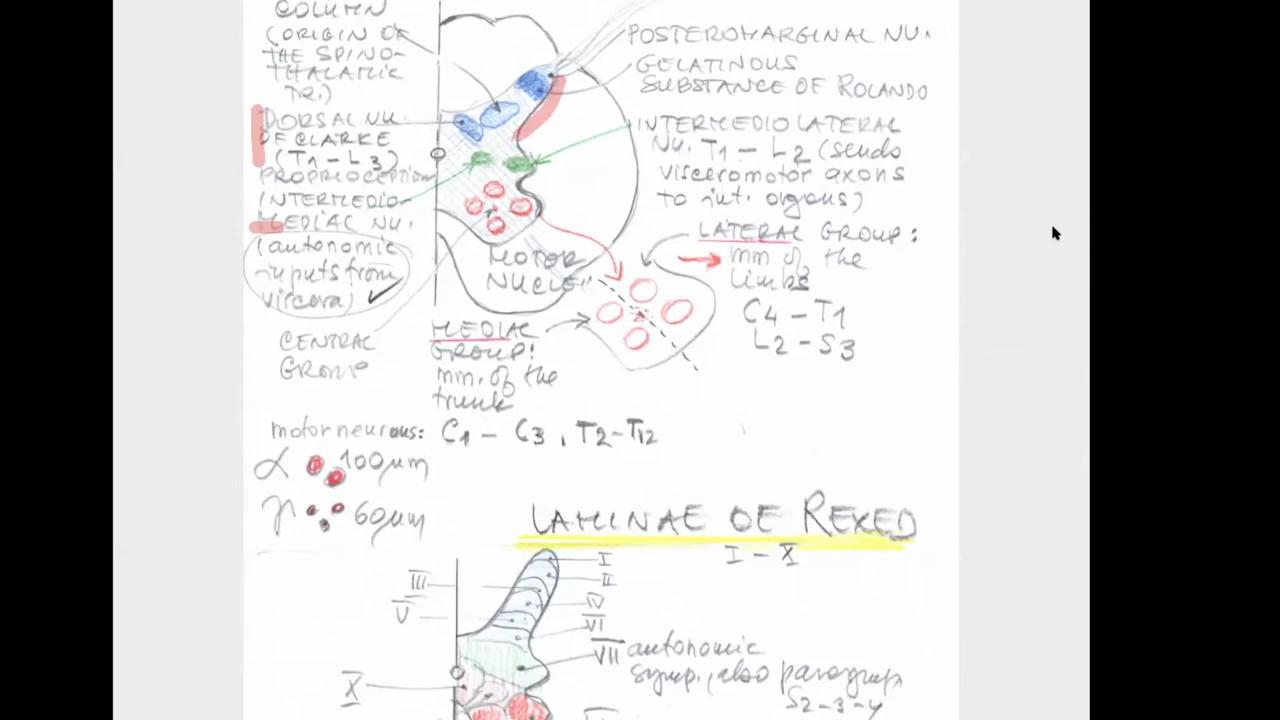 COLUMN
(ORIGIN OF
THE SPINO-
THALAMIC
TR.)
DORSAL NU.
OF CLARKE
(T1 – L3)
PROPRIOCEPTION
INTERMEDIO-
MEDIAL NU.
(autonomic
inputs from
viscera)
CENTRAL
GROUP
POSTEROMARGINAL NU.
GELATINOUS
SUBSTANCE OF ROLANDO
INTERMEDIOLATERAL
NU. T1 – L2 (sends
visceromotor axons
to int. organs)
LATERAL GROUP:
mm of the
limbs
C4 – T1
L2 – S3
MOTOR
NUCLEI
MEDIAL
GROUP:
mm. of the
trunk
motorneurons: C1 – C3, T2–T12
α 100 µm
γ 60 µm
LAMINAE OF REXED
I – X
I
II
III
IV
V
VI
VII autonomic
symp., also parasymp.
S2–3–4
X